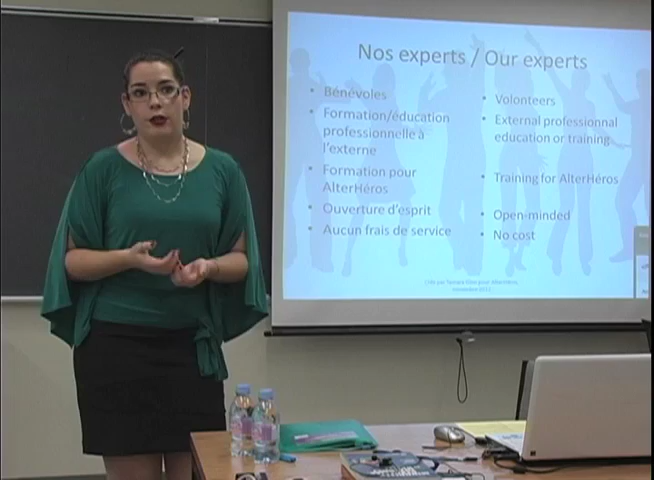 Nos experts / Our experts
• Bénévoles
• Formation/éducation
professionnelle à
l'externe
• Formation pour
AlterHéros
• Ouverture d'esprit
• Aucun frais de service
• Volunteers
• External professionnal
education or training
• Training for AlterHéros
• Open-minded
• No cost